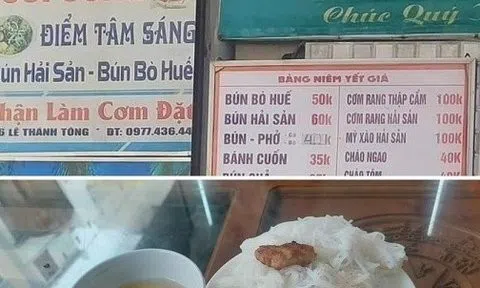 ĐIỂM TÂM SÁNG
ún Hải Sản - Bún Bò Huế
hận Làm Cơm Đặt
6 LÊ THÁNH TÔNG ĐT: 0977.436.44
Chúc Quý
BẢNG NIÊM YẾT GIÁ
BÚN BÒ HUẾ 50k
BÚN HẢI SẢN 60k
BÚN - PHỞ
BÁNH CUỐN 35k
CƠM RANG THẬP CẨM 100k
CƠM RANG HẢI SẢN 100k
MỲ XÀO HẢI SẢN 100k
CHÁO NGAO 40K
CHÁO TÔM